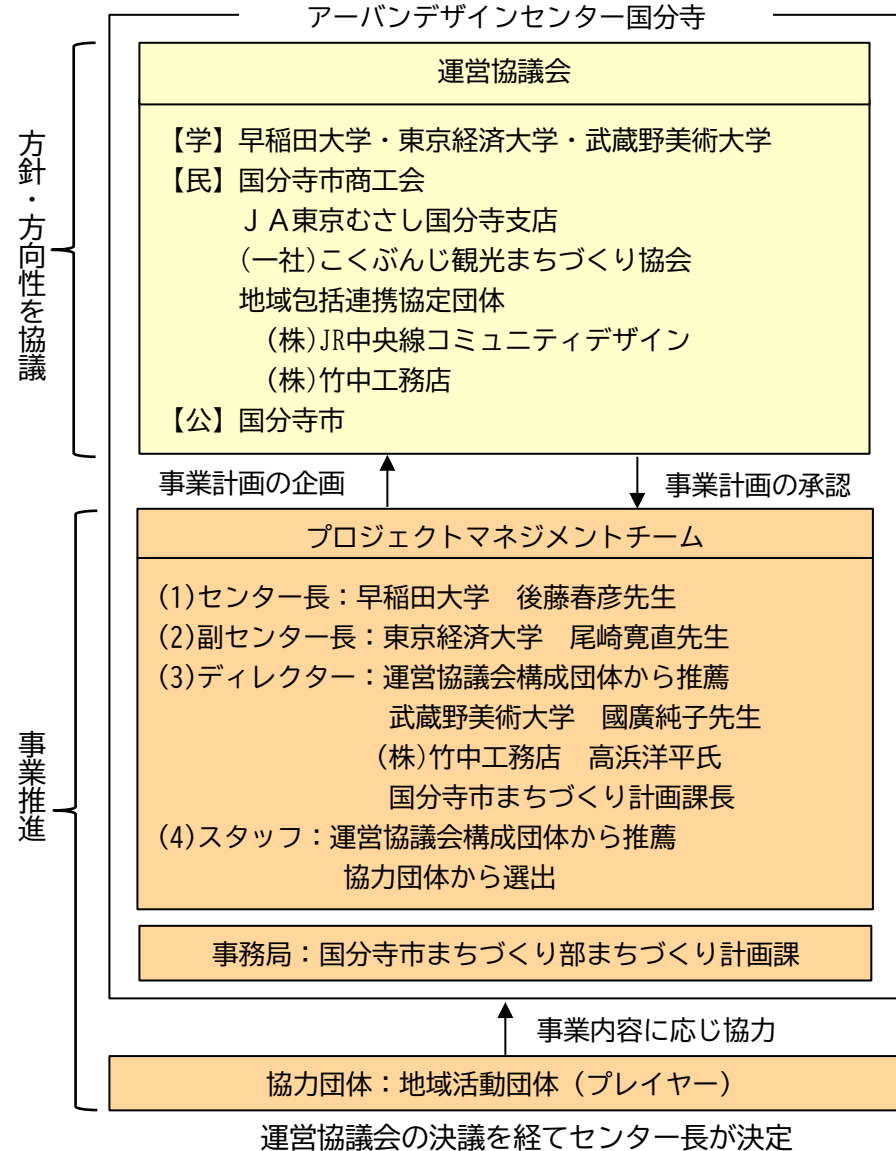 アーバンデザインセンター国分寺
方針・方向性を協議
運営協議会
【学】早稲田大学・東京経済大学・武蔵野美術大学
【民】国分寺市商工会
ＪＡ東京むさし国分寺支店
(一社)こくぶんじ観光まちづくり協会
地域包括連携協定団体
(株)JR中央線コミュニティデザイン
(株)竹中工務店
【公】国分寺市
事業計画の企画
事業計画の承認
事業推進
プロジェクトマネジメントチーム
(1)センター長：早稲田大学　後藤春彦先生
(2)副センター長：東京経済大学　尾崎寛直先生
(3)ディレクター：運営協議会構成団体から推薦
武蔵野美術大学　國廣純子先生
(株)竹中工務店　高浜洋平氏
国分寺市まちづくり計画課長
(4)スタッフ：運営協議会構成団体から推薦
協力団体から選出
事務局：国分寺市まちづくり部まちづくり計画課
事業内容に応じ協力
協力団体：地域活動団体（プレイヤー）
運営協議会の決議を経てセンター長が決定